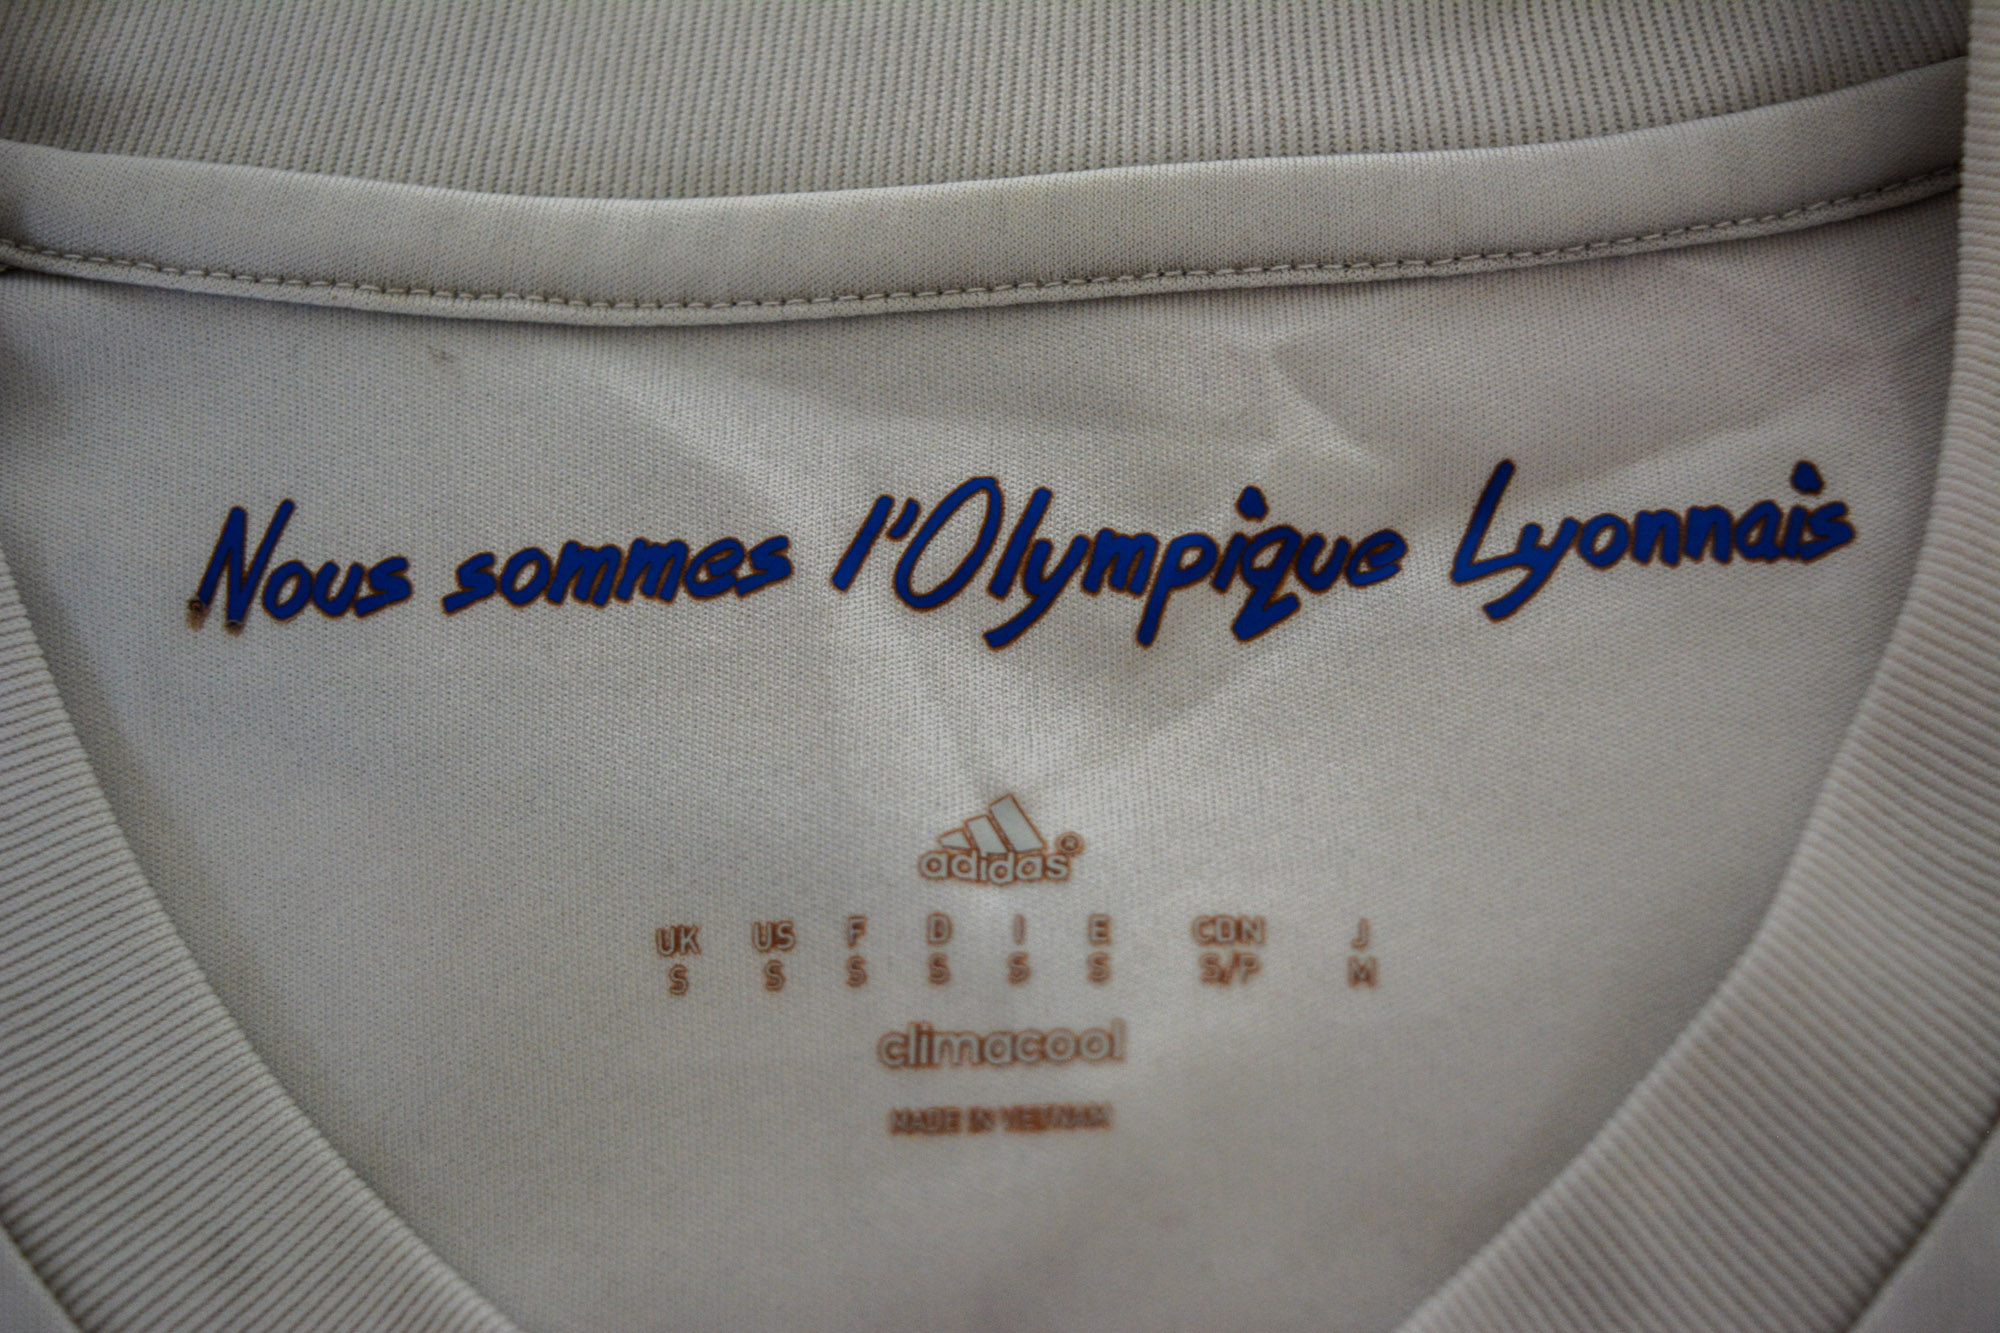 Nous sommes l'Olympique Lyonnais
adidas®
UK US F D I E CDN J
S S S S S S S/P M
climacool
MADE IN VIETNAM